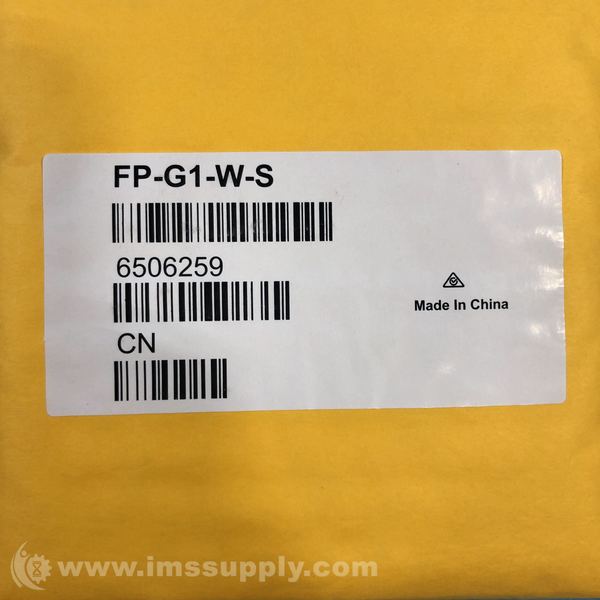 FP-G1-W-S
6506259
CN
Made In China
www.imssupply.com